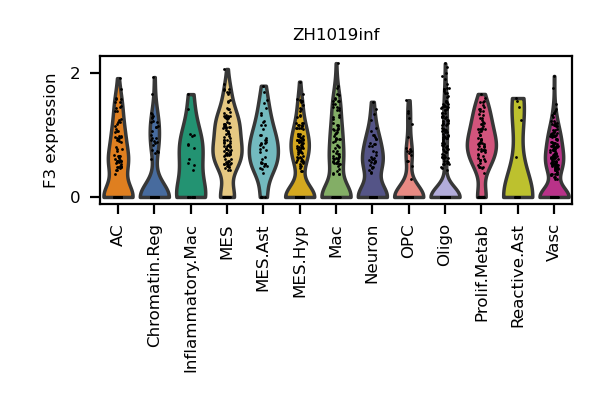 ZH1019inf
F3 expression
2
0
AC
Chromatin.Reg
Inflammatory.Mac
MES
MES.Ast
MES.Hyp
Mac
Neuron
OPC
Oligo
Prolif.Metab
Reactive.Ast
Vasc